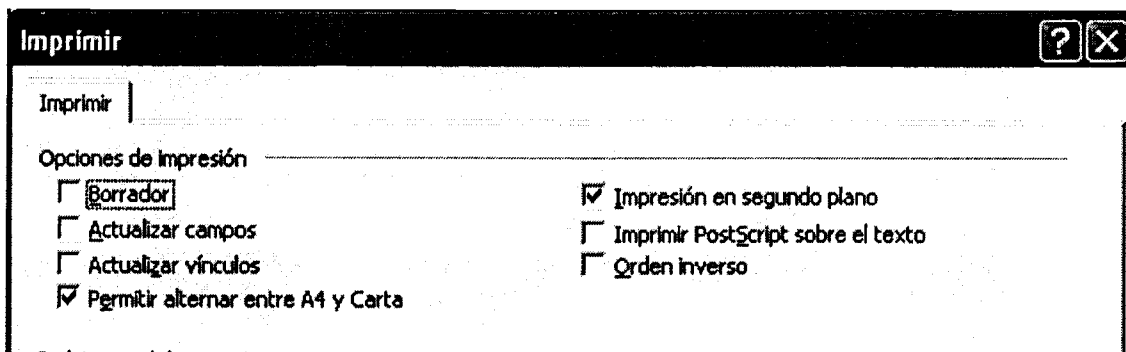 Imprimir
Imprimir
Opciones de impresión
Borrador
Actualizar campos
Actualizar vínculos
Permitir alternar entre A4 y Carta
Impresión en segundo plano
Imprimir PostScript sobre el texto
Orden inverso